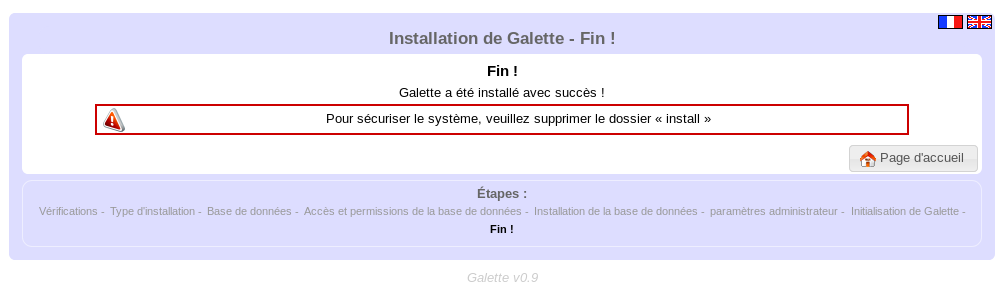 Installation de Galette - Fin !
Fin !
Galette a été installé avec succès !
Pour sécuriser le système, veuillez supprimer le dossier « install »
Page d'accueil
Étapes :
Vérifications - Type d'installation - Base de données - Accès et permissions de la base de données - Installation de la base de données - paramètres administrateur - Initialisation de Galette -
Fin !
Galette v0.9